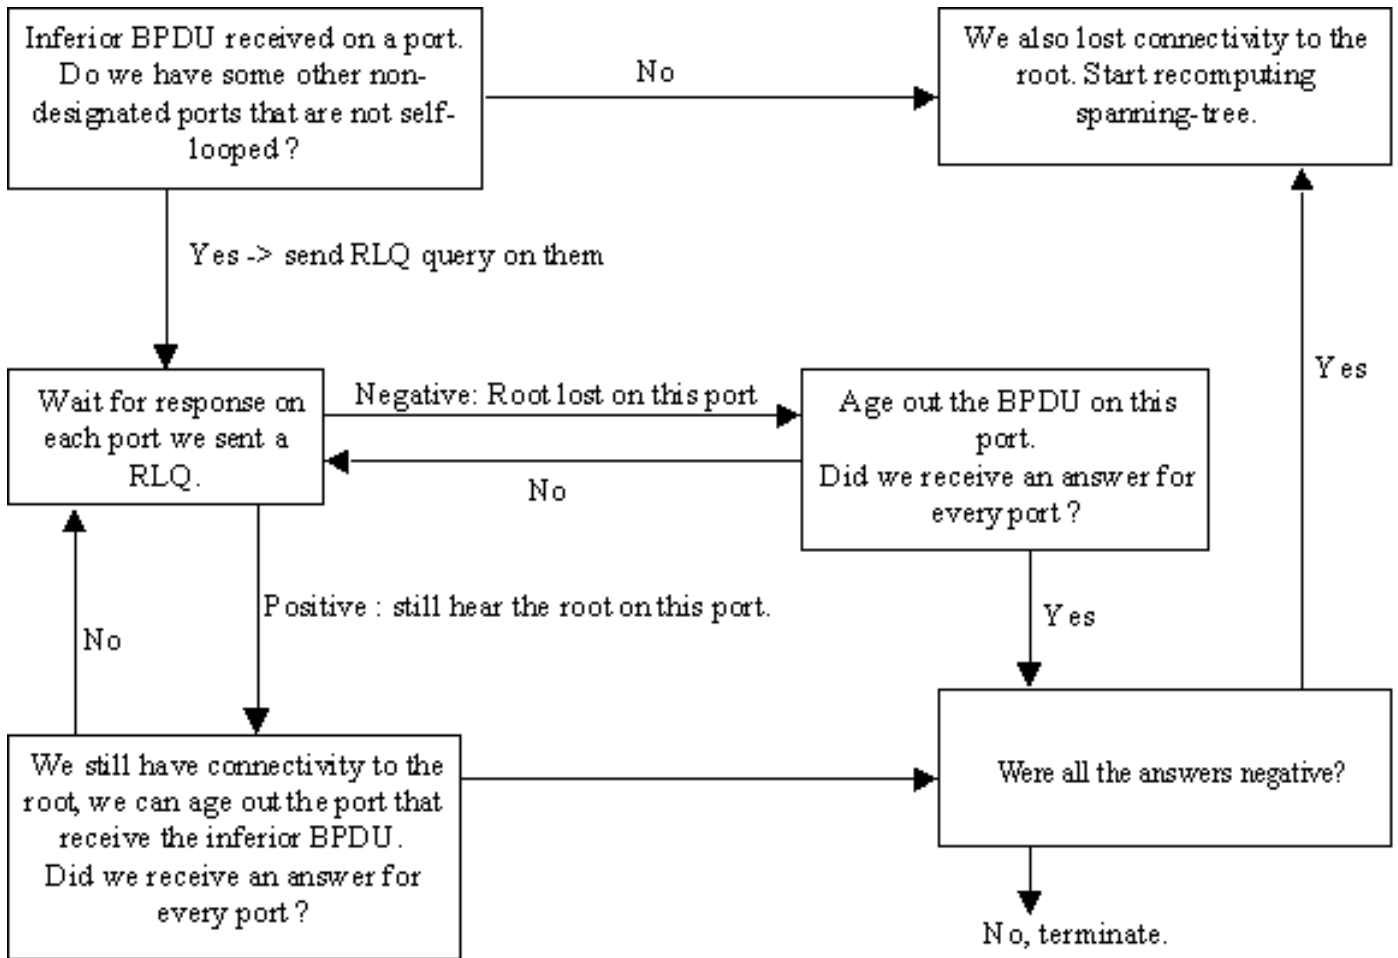 Inferior BPDU received on a port.
Do we have some other non-
designated ports that are not self-
looped ?
No
We also lost connectivity to the
root. Start recomputing
spanning-tree.
Yes -> send RLQ query on them
Yes
Wait for response on
each port we sent a
RLQ.
Negative: Root lost on this port
No
Age out the BPDU on this
port.
Did we receive an answer for
every port ?
No
Positive : still hear the root on this port.
Yes
We still have connectivity to the
root, we can age out the port that
receive the inferior BPDU.
Did we receive an answer for
every port ?
Were all the answers negative?
No, terminate.